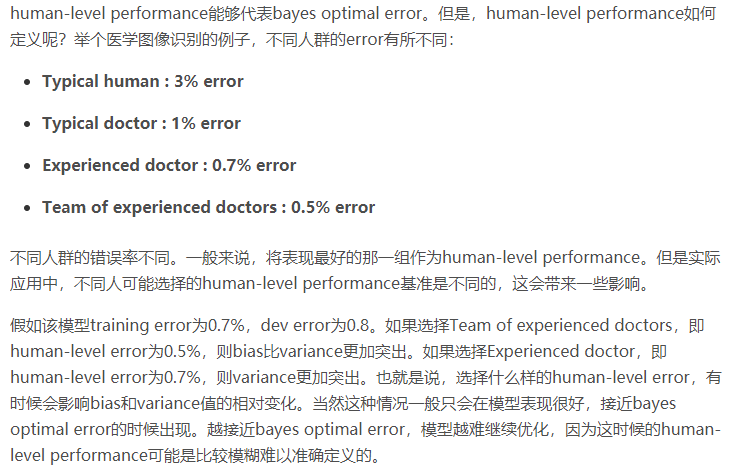 human-level performance能够代表bayes optimal error。但是，human-level performance如何
定义呢？举个医学图像识别的例子，不同人群的error有所不同：
Typical human : 3% error
Typical doctor : 1% error
Experienced doctor : 0.7% error
Team of experienced doctors : 0.5% error
不同人群的错误率不同。一般来说，将表现最好的那一组作为human-level performance。但是实际
应用中，不同人可能选择的human-level performance基准是不同的，这会带来一些影响。
假如该模型training error为0.7%，dev error为0.8。如果选择Team of experienced doctors，即
human-level error为0.5%，则bias比variance更加突出。如果选择Experienced doctor，即
human-level error为0.7%，则variance更加突出。也就是说，选择什么样的human-level error，有
时候会影响bias和variance值的相对变化。当然这种情况一般只会在模型表现很好，接近bayes
optimal error的时候出现。越接近bayes optimal error，模型越难继续优化，因为这时候的human-
level performance可能是比较模糊难以准确定义的。